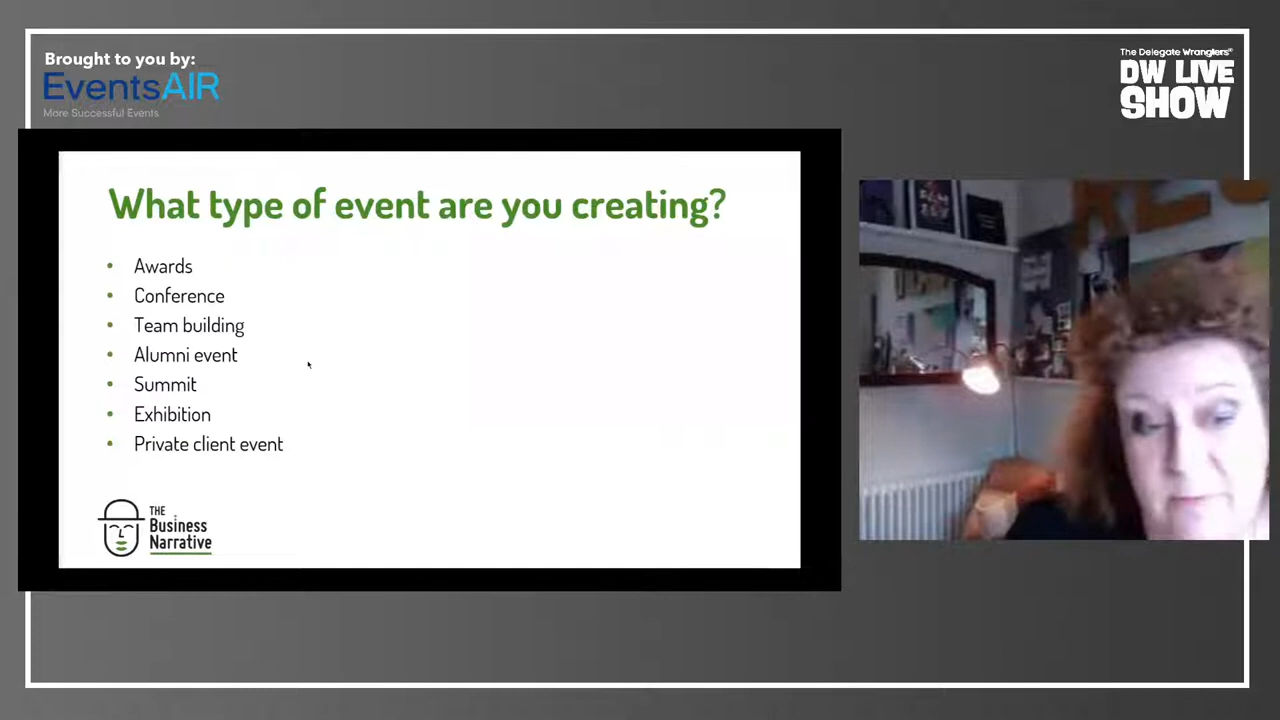 Brought to you by:
EventsAIR
More Successful Events
The Delegate Wranglers®
DW LIVE
SHOW
What type of event are you creating?
• Awards
• Conference
• Team building
• Alumni event
• Summit
• Exhibition
• Private client event
THE
Business
Narrative